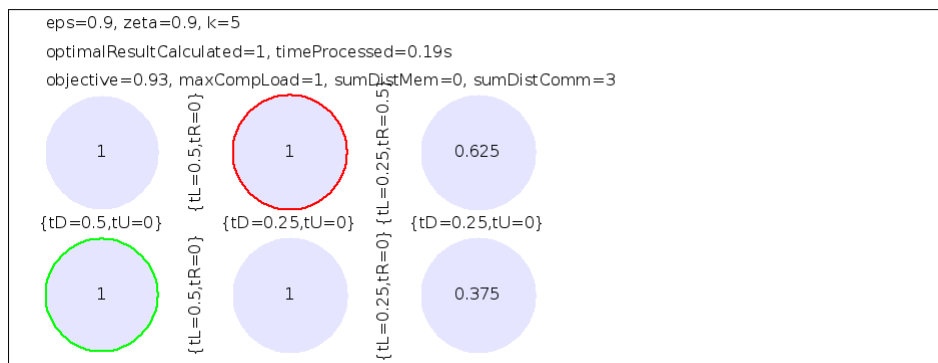 eps=0.9, zeta=0.9, k=5
optimalResultCalculated=1, timeProcessed=0.19s
objective=0.93, maxCompLoad=1, sumDistMem=0, sumDistComm=3
1
{tL=0.5,tR=0}
1
{tL=0.25,tR=0.5}
0.625
{tD=0.5,tU=0}
{tD=0.25,tU=0}
{tD=0.25,tU=0}
1
{tL=0.5,tR=0}
1
{tL=0.25,tR=0}
0.375